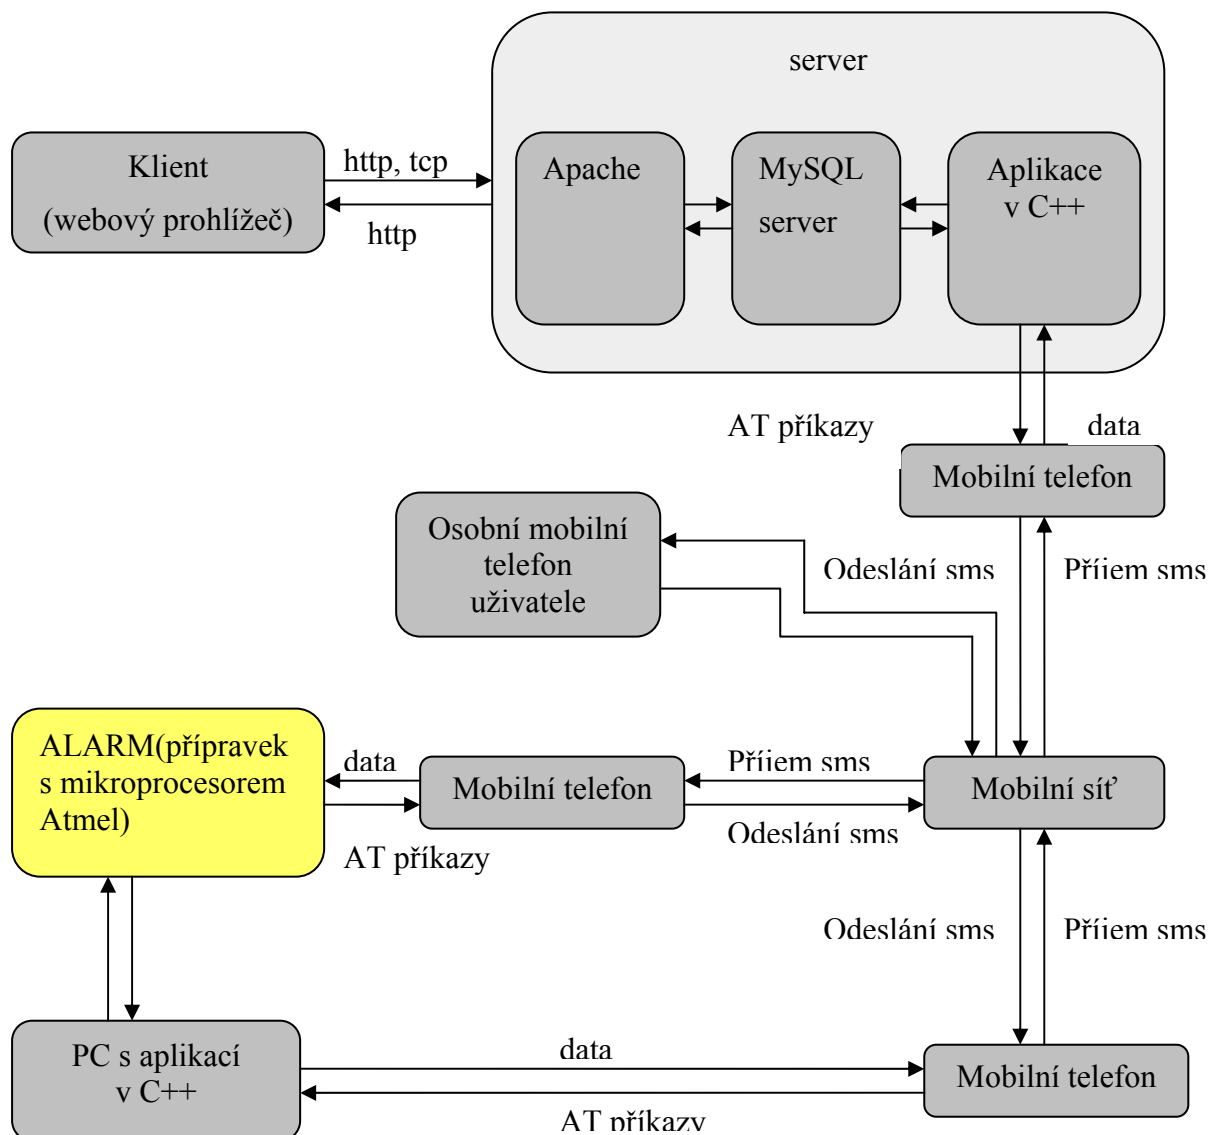 server
Klient
(webový prohlížeč)
http, tcp
http
Apache
MySQL
server
Aplikace
v C++
AT příkazy
data
Mobilní telefon
Osobní mobilní
telefon
uživatele
Odeslání sms
Příjem sms
ALARM(přípravek
s mikroprocesorem
Atmel)
data
AT příkazy
Mobilní telefon
Příjem sms
Odeslání sms
Mobilní síť
Odeslání sms
Příjem sms
PC s aplikací
v C++
data
AT příkazy
Mobilní telefon